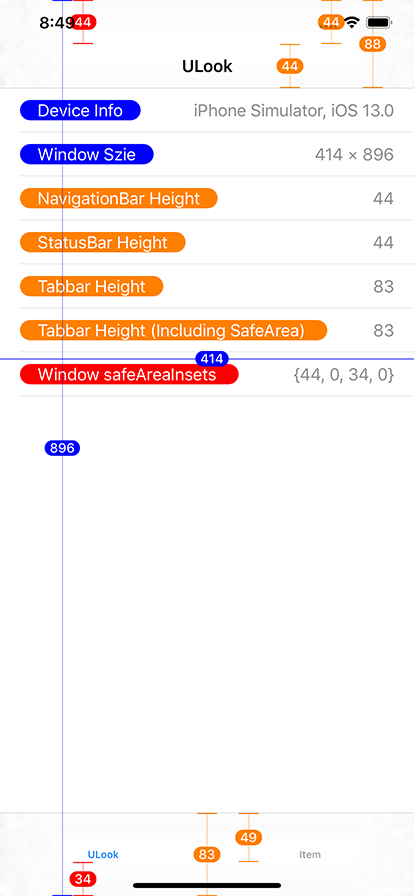 8:49 44 44
88
ULook 44
Device Info iPhone Simulator, iOS 13.0
Window Szie 414 × 896
NavigationBar Height 44
StatusBar Height 44
Tabbar Height 83
Tabbar Height (Including SafeArea) 83
414
Window safeAreaInsets {44, 0, 34, 0}
896
49
ULook 83 Item
34